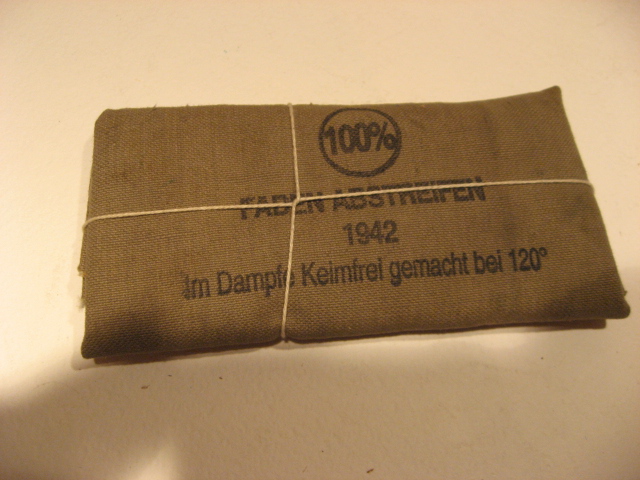 100%
FADEN ABSTREIFEN
1942
Im Dampfe Keimfrei gemacht bei 120°